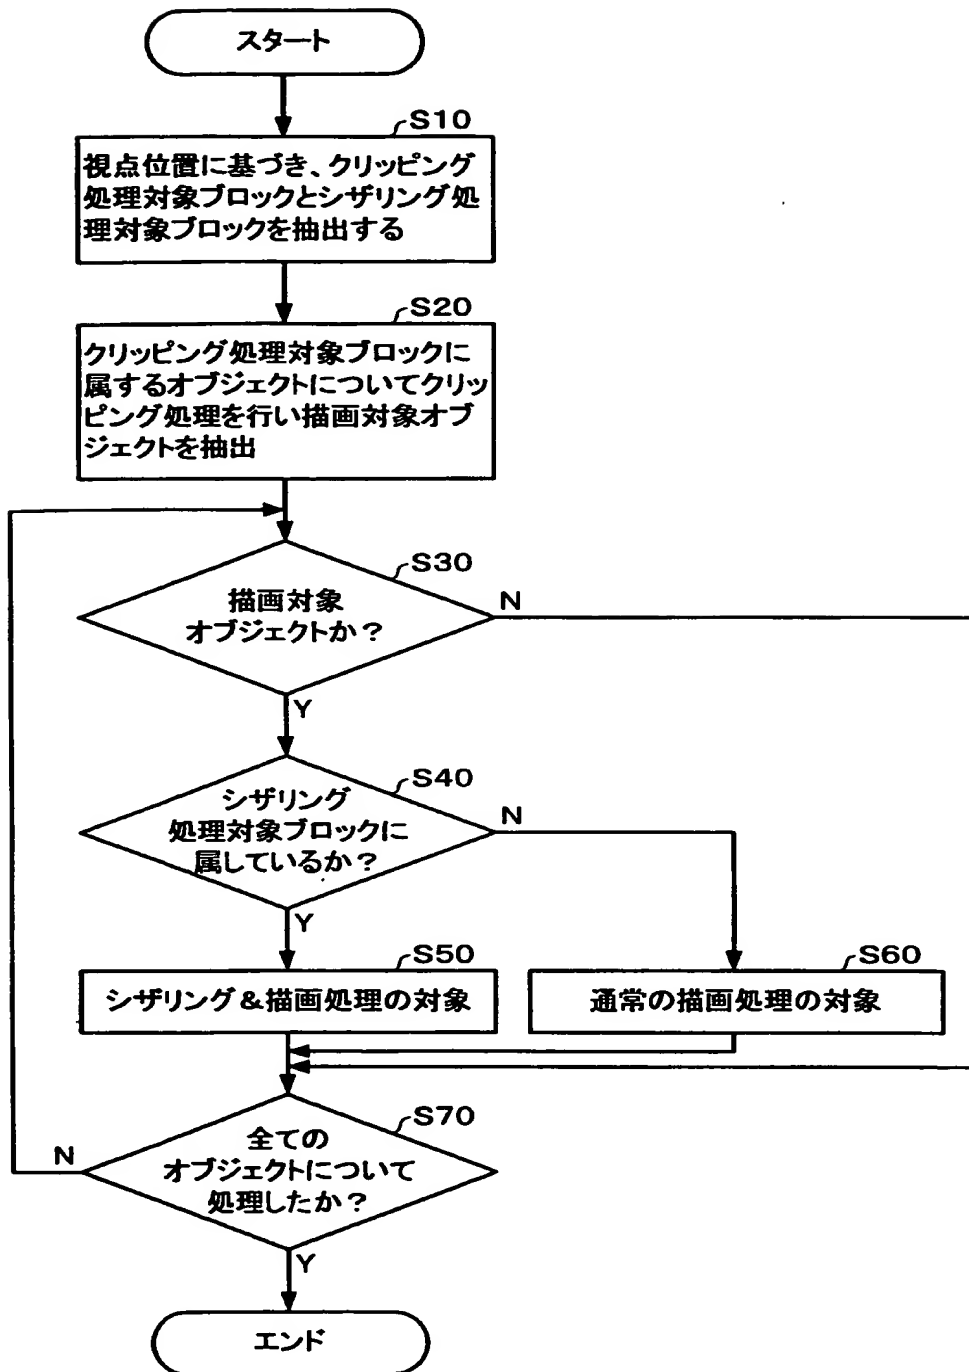 スタート
S10
視点位置に基づき、クリッピング
処理対象ブロックとシザリング処
理対象ブロックを抽出する
S20
クリッピング処理対象ブロックに
属するオブジェクトについてクリッ
ピング処理を行い描画対象オブ
ジェクトを抽出
S30
描画対象
オブジェクトか？
N
Y
S40
シザリング
処理対象ブロックに
属しているか？
N
Y
S50
シザリング＆描画処理の対象
S60
通常の描画処理の対象
S70
全ての
オブジェクトについて
処理したか？
N
Y
エンド